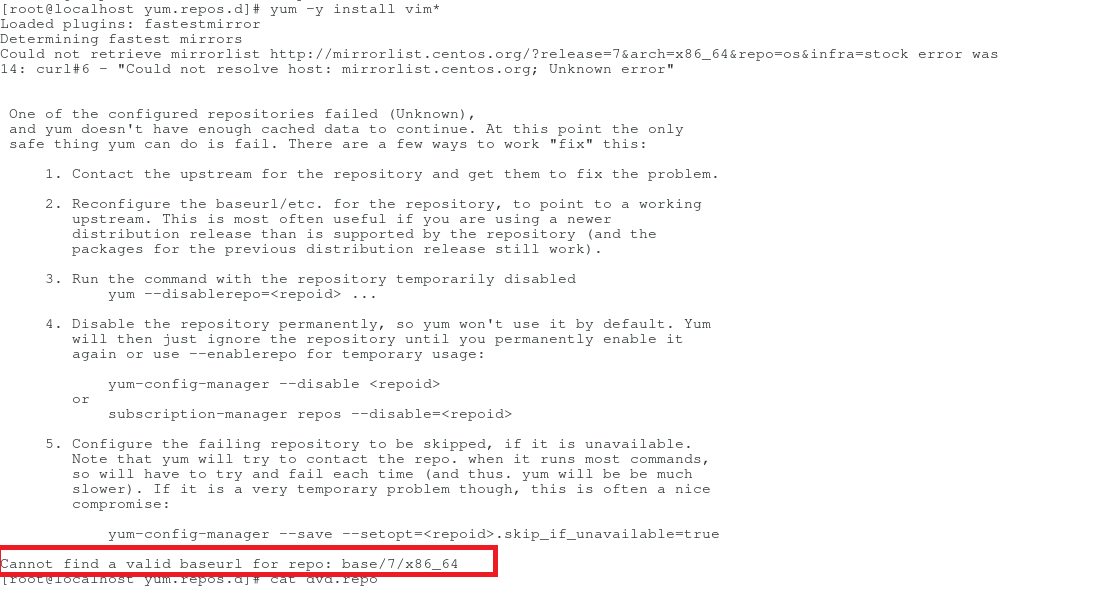 [root@localhost yum.repos.d]# yum -y install vim*
Loaded plugins: fastestmirror
Determining fastest mirrors
Could not retrieve mirrorlist http://mirrorlist.centos.org/?release=7&arch=x86_64&repo=os&infra=stock error was
14: curl#6 - "Could not resolve host: mirrorlist.centos.org; Unknown error"
One of the configured repositories failed (Unknown),
and yum doesn't have enough cached data to continue. At this point the only
safe thing yum can do is fail. There are a few ways to work "fix" this:
1. Contact the upstream for the repository and get them to fix the problem.
2. Reconfigure the baseurl/etc. for the repository, to point to a working
upstream. This is most often useful if you are using a newer
distribution release than is supported by the repository (and the
packages for the previous distribution release still work).
3. Run the command with the repository temporarily disabled
yum --disablerepo=<repoid> ...
4. Disable the repository permanently, so yum won't use it by default. Yum
will then just ignore the repository until you permanently enable it
again or use --enablerepo for temporary usage:
yum-config-manager --disable <repoid>
or
subscription-manager repos --disable=<repoid>
5. Configure the failing repository to be skipped, if it is unavailable.
Note that yum will try to contact the repo. when it runs most commands,
so will have to try and fail each time (and thus. yum will be be much
slower). If it is a very temporary problem though, this is often a nice
compromise:
yum-config-manager --save --setopt=<repoid>.skip_if_unavailable=true
Cannot find a valid baseurl for repo: base/7/x86_64
[root@localhost yum.repos.d]# cat dvd.repo